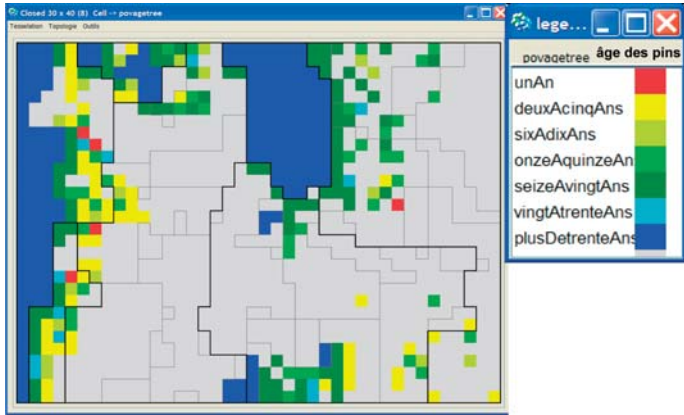 Closed 30 x 40 (8) Cell -> povagetree
Tesselation Topologie Outils
lege...
povagetree âge des pins
unAn
deuxAcinqAns
sixAdixAns
onzeAquinzeAn
seizeAvingtAns
vingtAtrenteAns
plusDetrenteAns